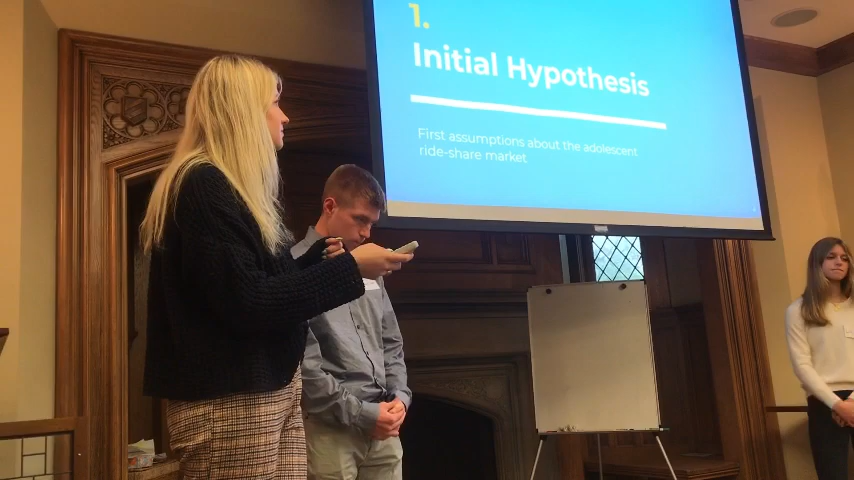 1.
Initial Hypothesis
First assumptions about the adolescent
ride-share market